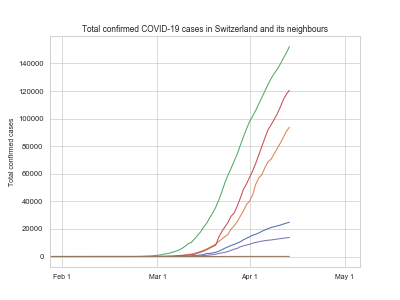 Total confirmed COVID-19 cases in Switzerland and its neighbours
Total confirmed cases
140000
120000
100000
80000
60000
40000
20000
0
Feb 1
Mar 1
Apr 1
May 1